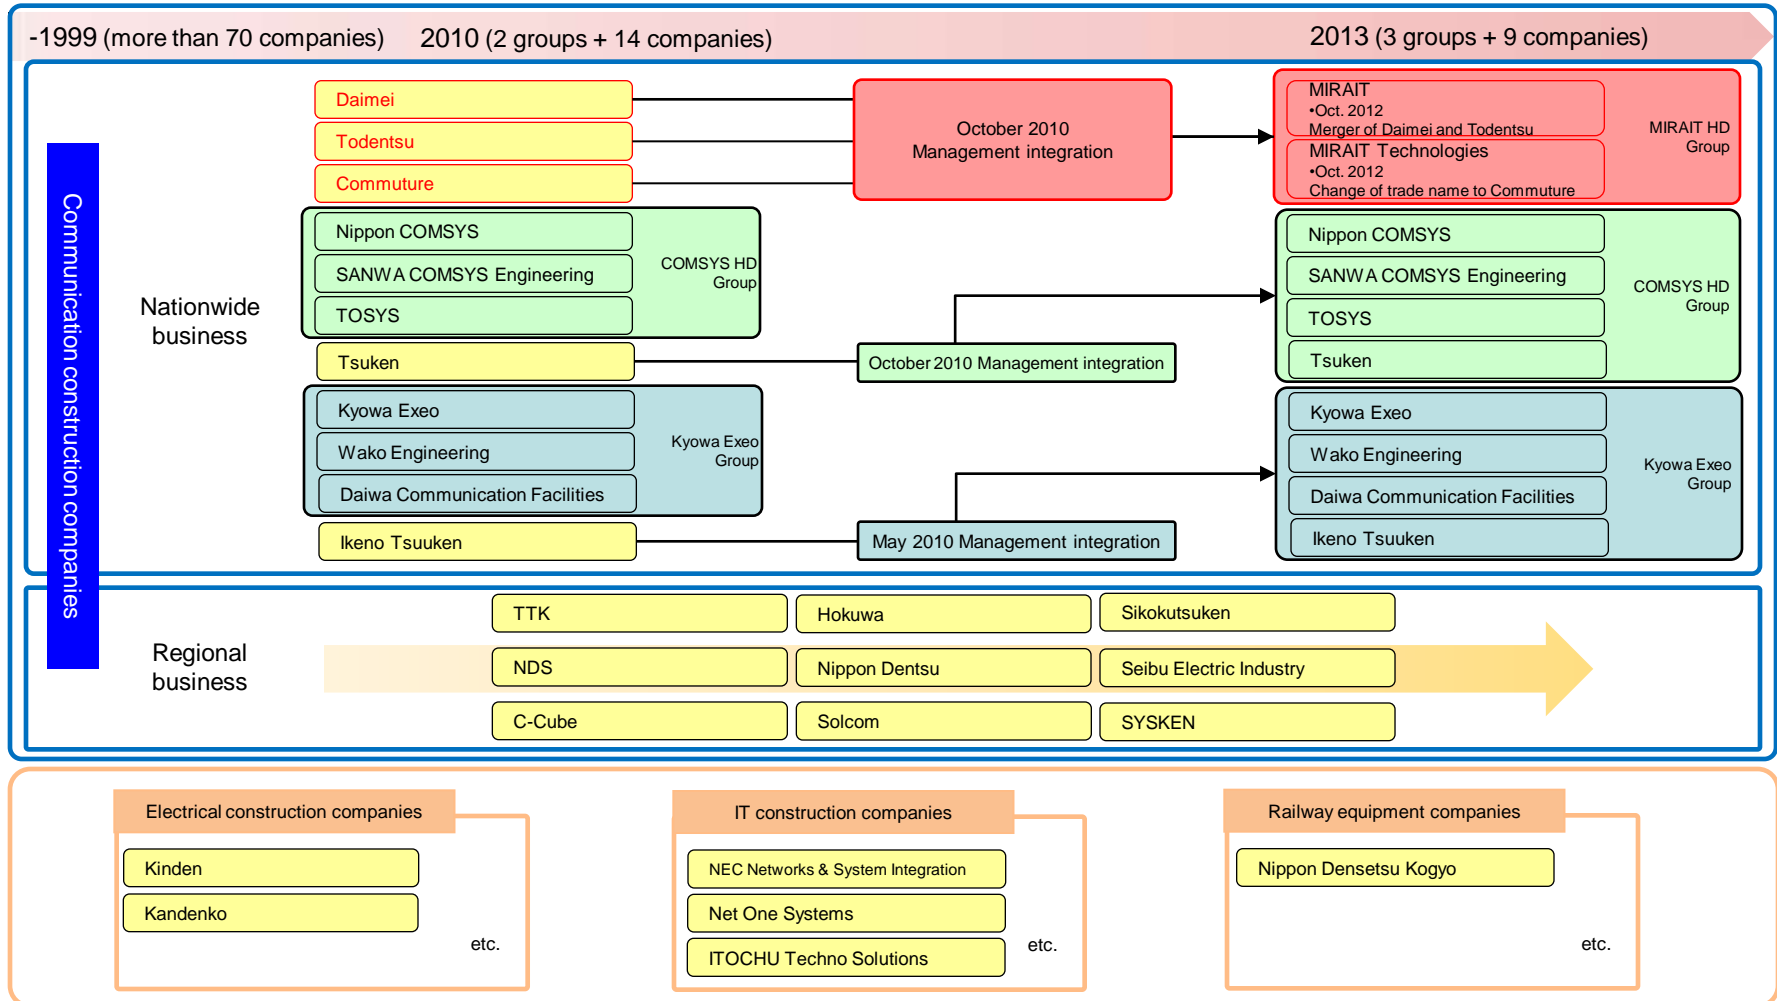 -1999 (more than 70 companies)
2010 (2 groups + 14 companies)
2013 (3 groups + 9 companies)
Communication construction companies
Nationwide
business
Daimei
Todentsu
Commuture
October 2010
Management integration
MIRAIT
•Oct. 2012
Merger of Daimei and Todentsu
MIRAIT Technologies
•Oct. 2012
Change of trade name to Commuture
MIRAIT HD
Group
Nippon COMSYS
SANWA COMSYS Engineering
TOSYS
COMSYS HD
Group
Tsuken
October 2010 Management integration
Nippon COMSYS
SANWA COMSYS Engineering
TOSYS
Tsuken
COMSYS HD
Group
Kyowa Exeo
Wako Engineering
Daiwa Communication Facilities
Kyowa Exeo
Group
Ikeno Tsuuken
May 2010 Management integration
Kyowa Exeo
Wako Engineering
Daiwa Communication Facilities
Ikeno Tsuuken
Kyowa Exeo
Group
Regional
business
TTK
Hokuwa
Sikokutsuken
NDS
Nippon Dentsu
Seibu Electric Industry
C-Cube
Solcom
SYSKEN
Electrical construction companies
Kinden
Kandenko
etc.
IT construction companies
NEC Networks & System Integration
Net One Systems
ITOCHU Techno Solutions
etc.
Railway equipment companies
Nippon Densetsu Kogyo
etc.